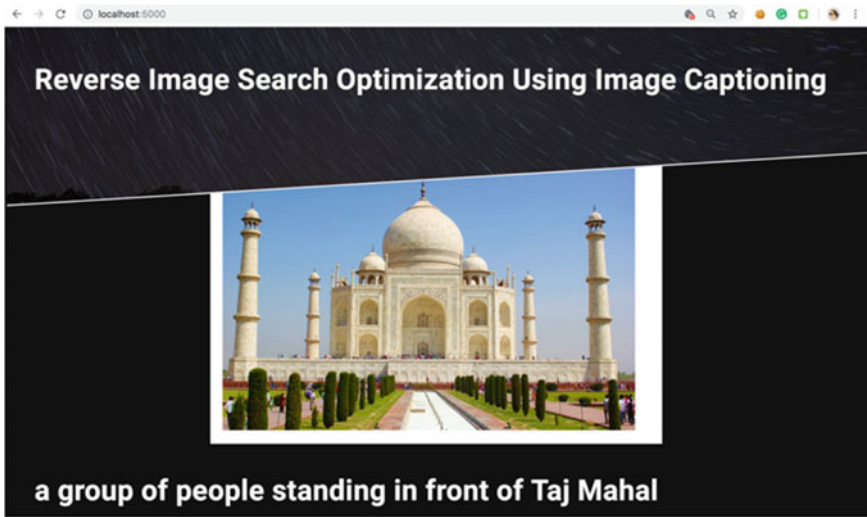 localhost:5000
Reverse Image Search Optimization Using Image Captioning
a group of people standing in front of Taj Mahal